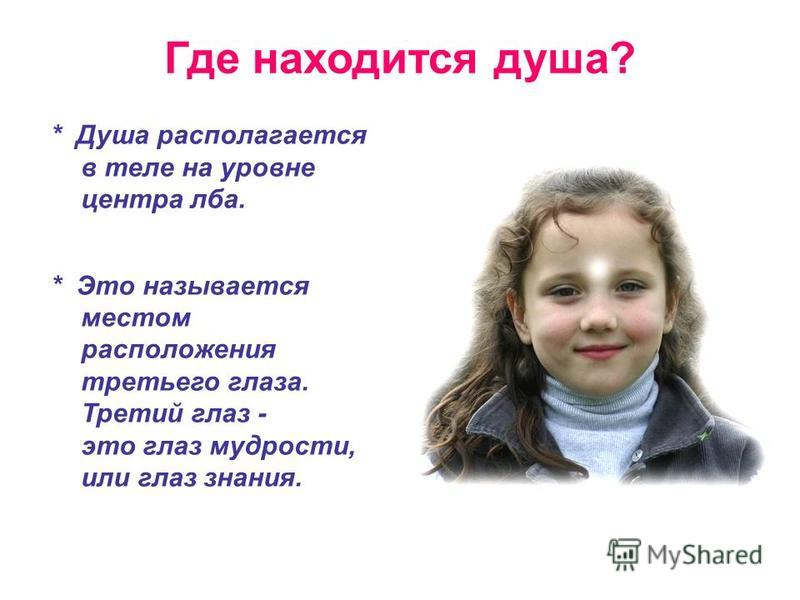 Где находится душа?
* Душа располагается
в теле на уровне
центра лба.
* Это называется
местом
расположения
третьего глаза.
Третий глаз -
это глаз мудрости,
или глаз знания.
MyShared